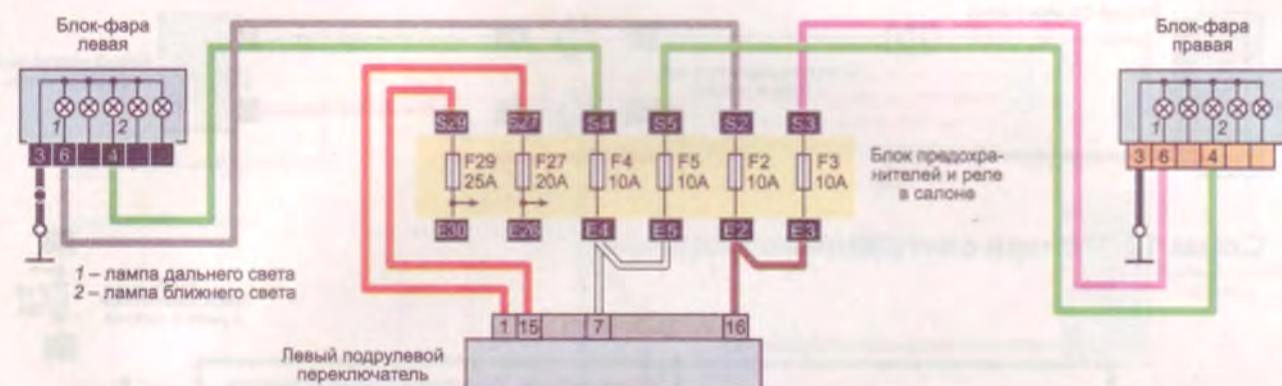 Блок-фара
левая
Блок-фара
правая
1
2
3 6 4
S29 S27 S4 S5 S2 S3
F29
25A
F27
20A
F4
10A
F5
10A
F2
10A
F3
10A
Блок предохра-
нителей и реле
в салоне
E30 E26 E4 E5 E2 E3
1
2
3 6 4
1 – лампа дальнего света
2 – лампа ближнего света
1 15 7 16
Левый подрулевой
переключатель